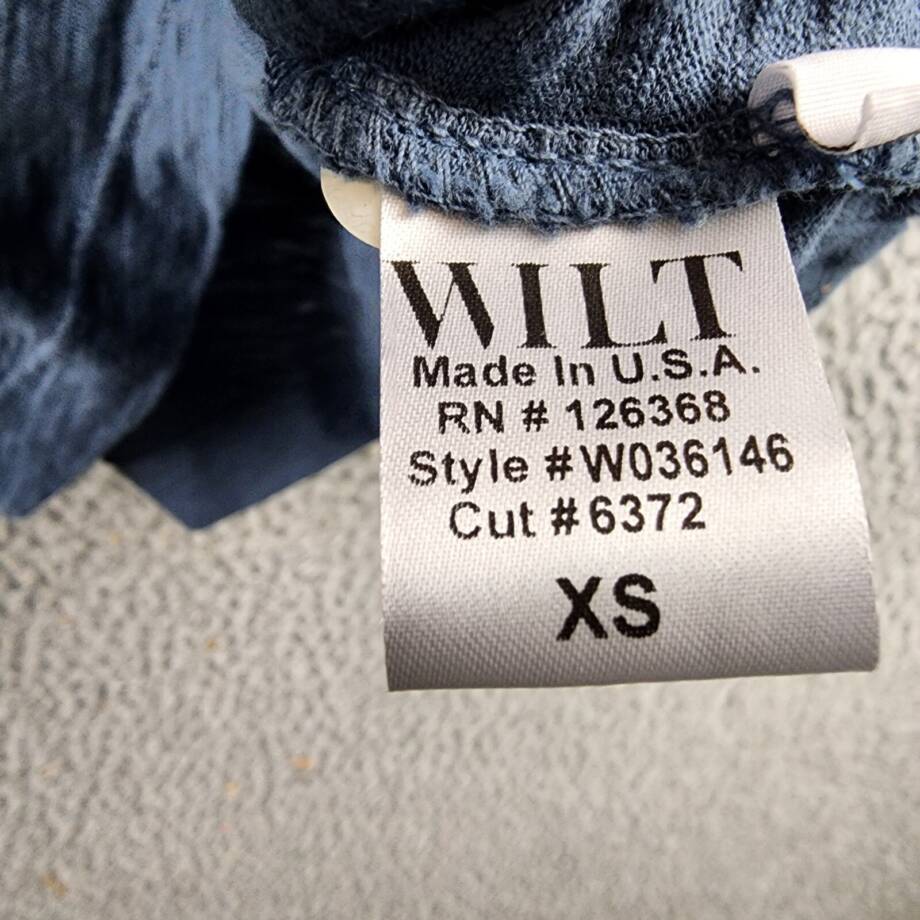 WILT
Made In U.S.A.
RN # 126368
Style #W036146
Cut #6372
XS